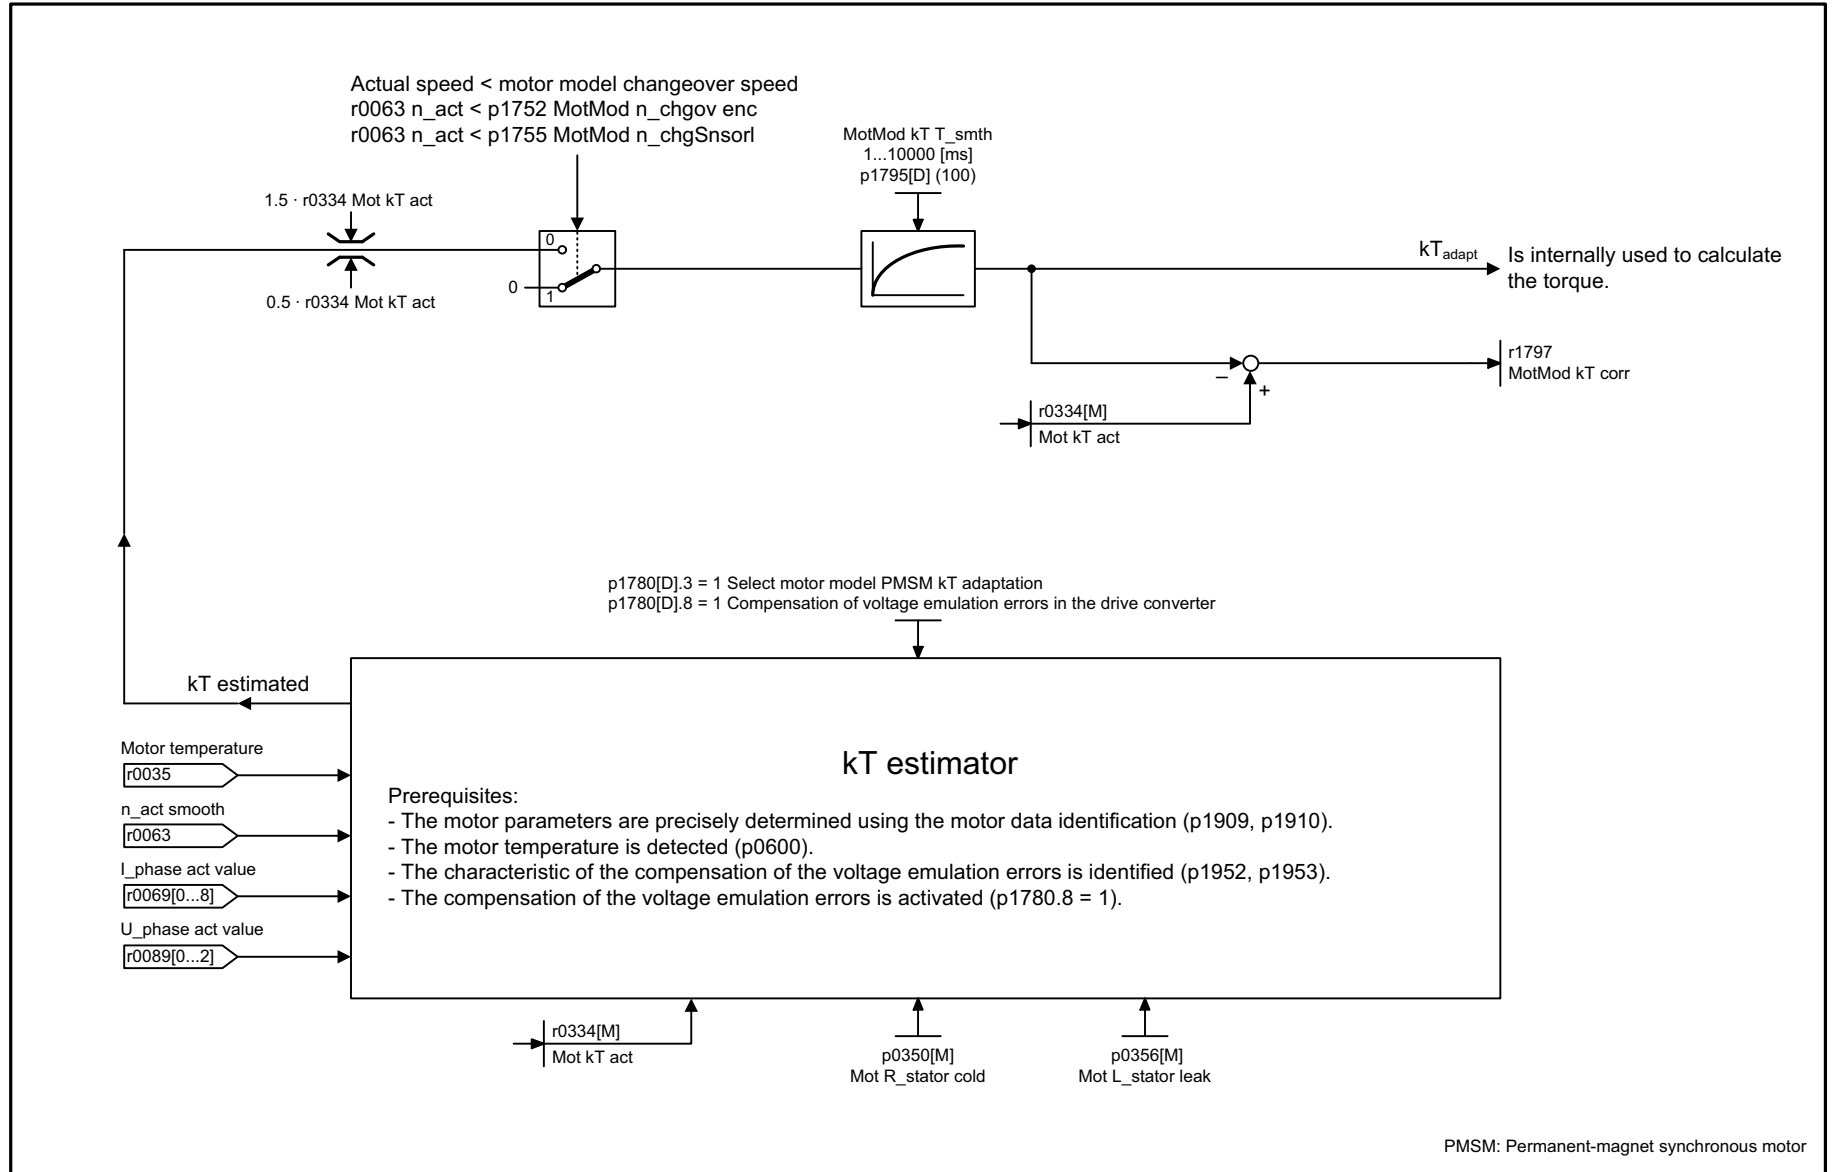 Actual speed < motor model changeover speed
r0063 n_act < p1752 MotMod n_chgov enc
r0063 n_act < p1755 MotMod n_chgSnsorl
MotMod kT T_smth
1...10000 [ms]
p1795[D] (100)
1.5 · r0334 Mot kT act
0.5 · r0334 Mot kT act
0
0
1
kTadapt
Is internally used to calculate
the torque.
r1797
MotMod kT corr
–
+
r0334[M]
Mot kT act
p1780[D].3 = 1 Select motor model PMSM kT adaptation
p1780[D].8 = 1 Compensation of voltage emulation errors in the drive converter
kT estimated
Motor temperature
r0035
n_act smooth
r0063
I_phase act value
r0069[0...8]
U_phase act value
r0089[0...2]
kT estimator
Prerequisites:
- The motor parameters are precisely determined using the motor data identification (p1909, p1910).
- The motor temperature is detected (p0600).
- The characteristic of the compensation of the voltage emulation errors is identified (p1952, p1953).
- The compensation of the voltage emulation errors is activated (p1780.8 = 1).
r0334[M]
Mot kT act
p0350[M]
Mot R_stator cold
p0356[M]
Mot L_stator leak
PMSM: Permanent-magnet synchronous motor